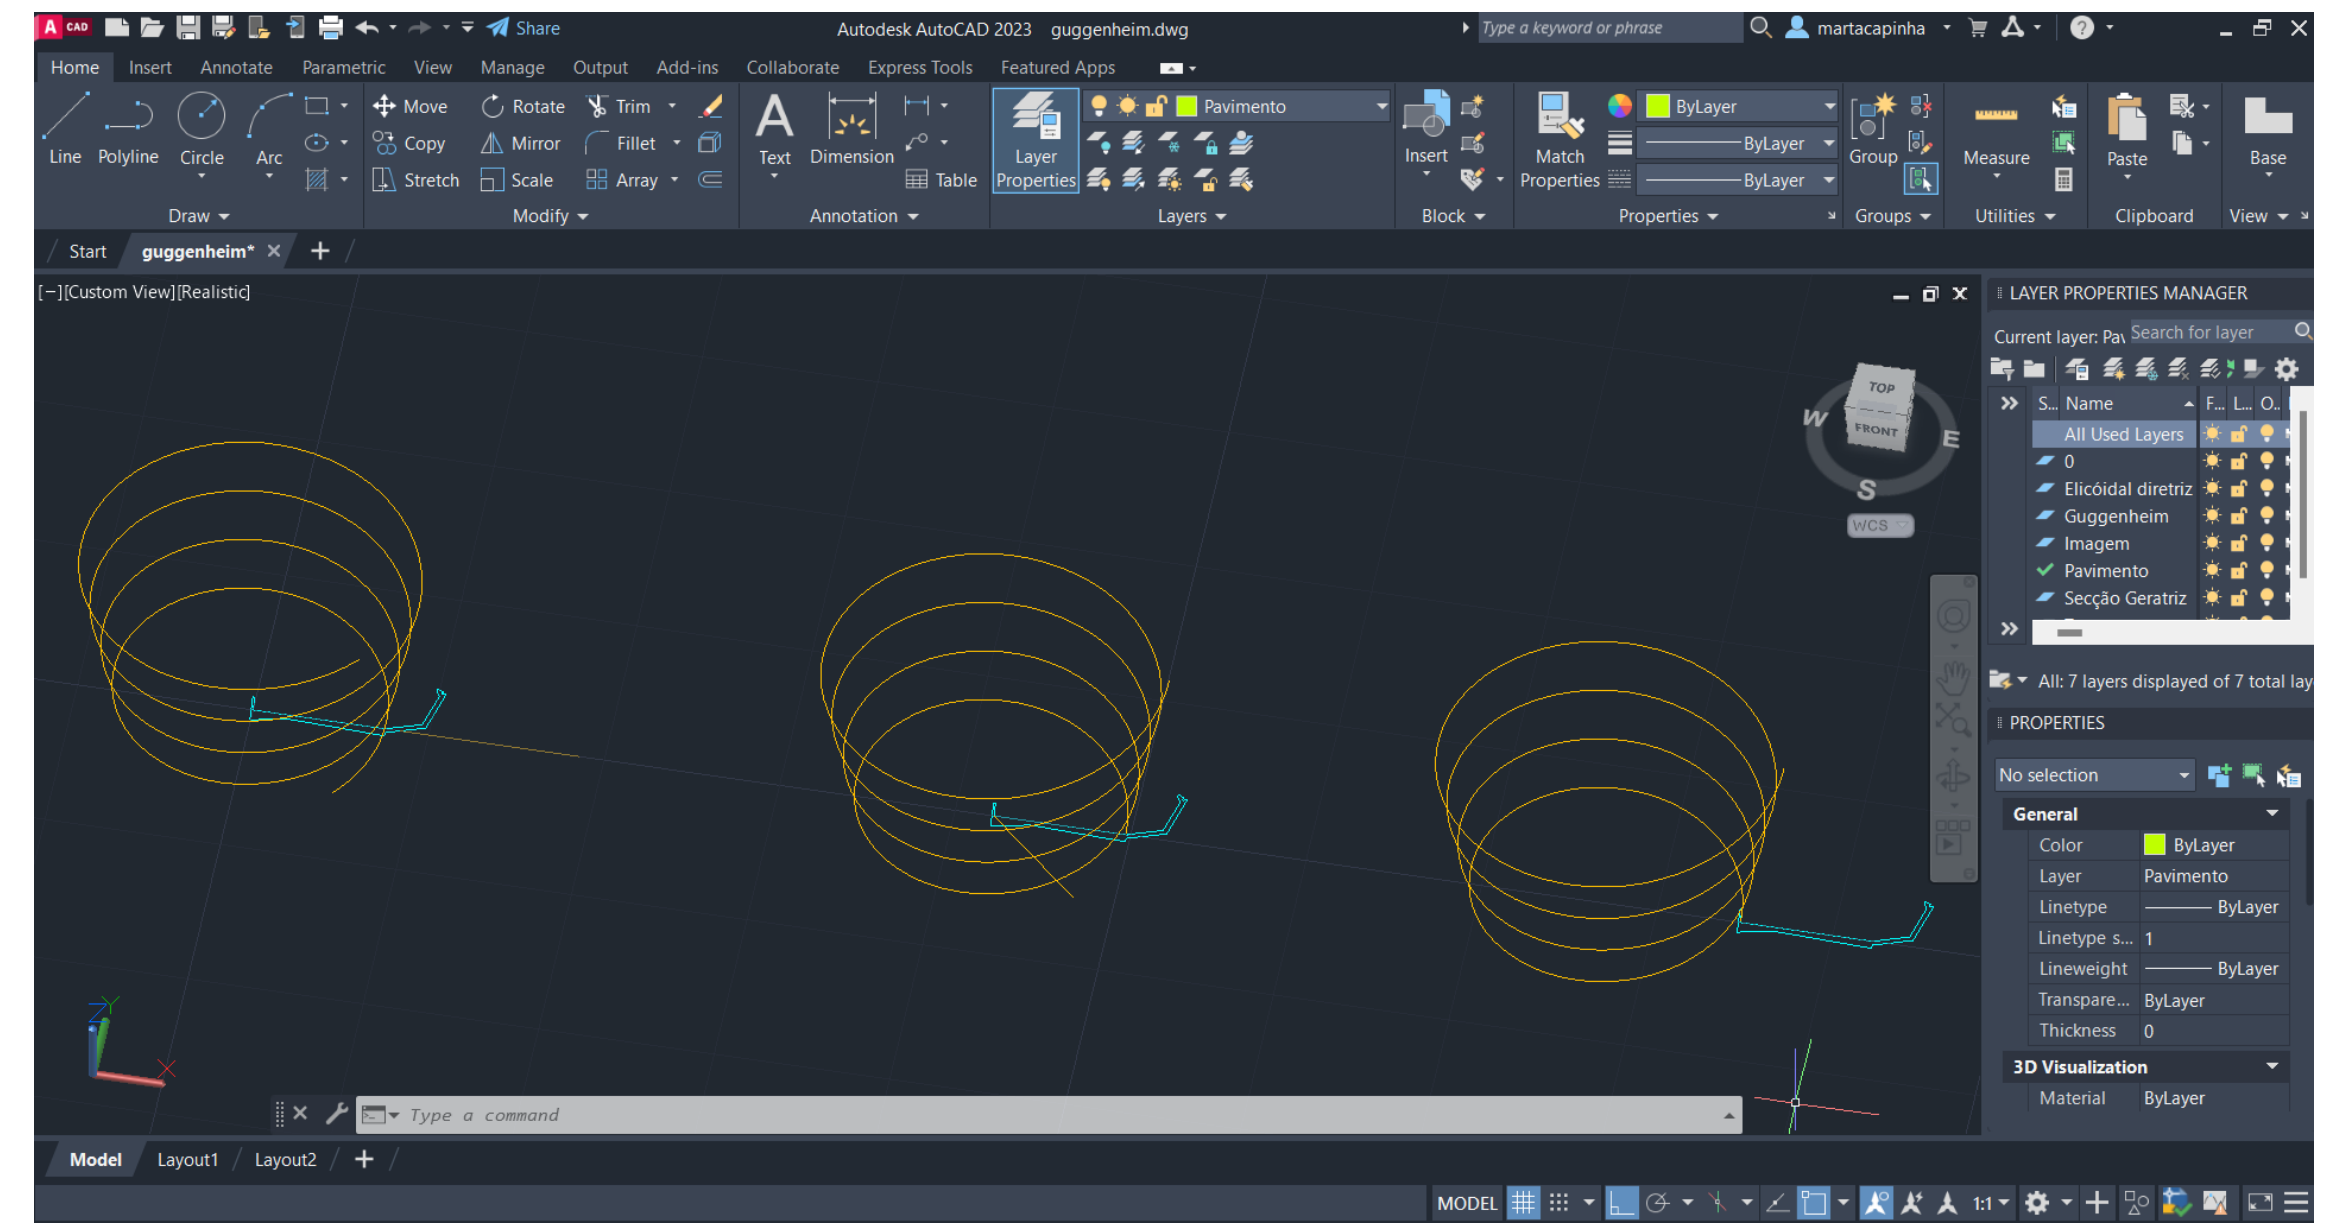 A CAD Share Autodesk AutoCAD 2023 guggenheim.dwg Type a keyword or phrase martacapinha
Home Insert Annotate Parametric View Manage Output Add-ins Collaborate Express Tools Featured Apps
Line Polyline Circle Arc
Move Rotate Trim
Copy Mirror Fillet
Stretch Scale Array
Text Dimension Table
Layer Properties
Pavimento
Insert
Match Properties
ByLayer
ByLayer
ByLayer
Group
Measure
Paste
Base
Draw Modify Annotation Layers Block Properties Groups Utilities Clipboard View
Start guggenheim*
[−][Custom View][Realistic]
TOP
FRONT
W
E
S
WCS
LAYER PROPERTIES MANAGER
Current layer: Pav Search for layer
S... Name F... L... O..
All Used Layers
0
Elicóidal diretriz
Guggenheim
Imagem
Pavimento
Secção Geratriz
All: 7 layers displayed of 7 total lay
PROPERTIES
No selection
General
Color ByLayer
Layer Pavimento
Linetype ByLayer
Linetype s... 1
Lineweight ByLayer
Transpare... ByLayer
Thickness 0
3D Visualization
Material ByLayer
Z Y
X
Type a command
Model Layout1 Layout2
MODEL 1:1